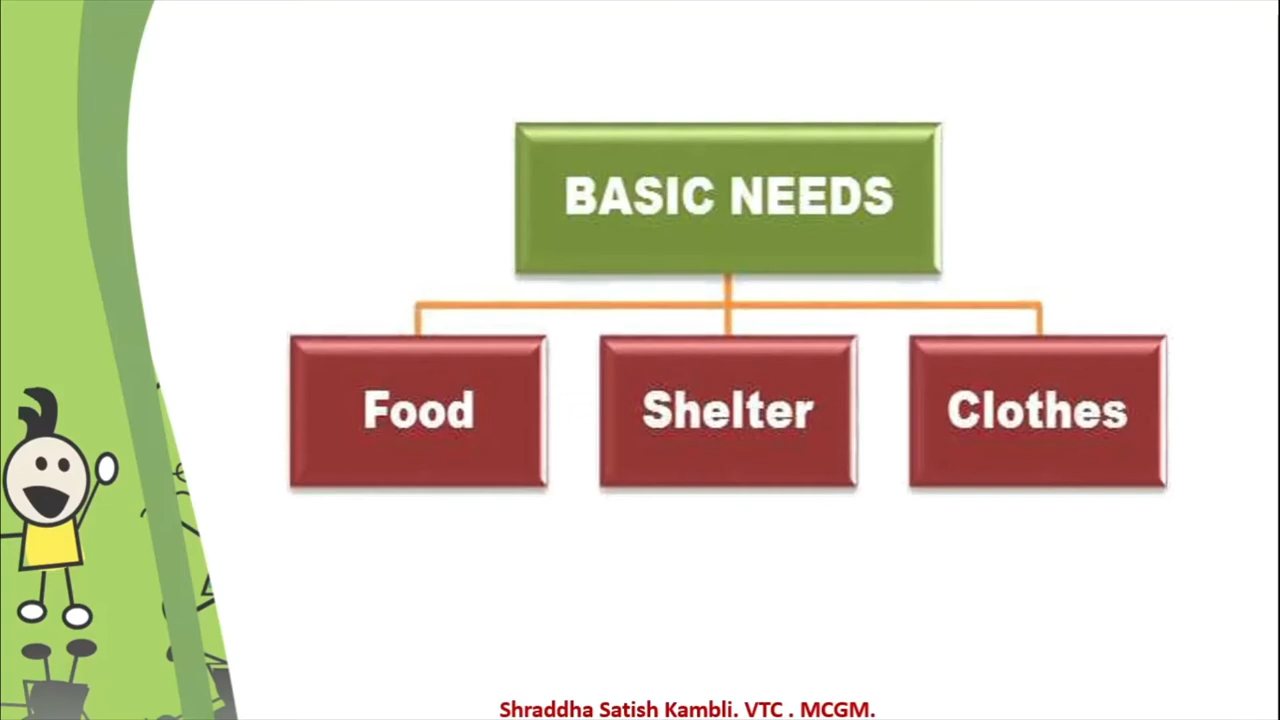 BASIC NEEDS
Food
Shelter
Clothes
Shraddha Satish Kambli. VTC . MCGM.